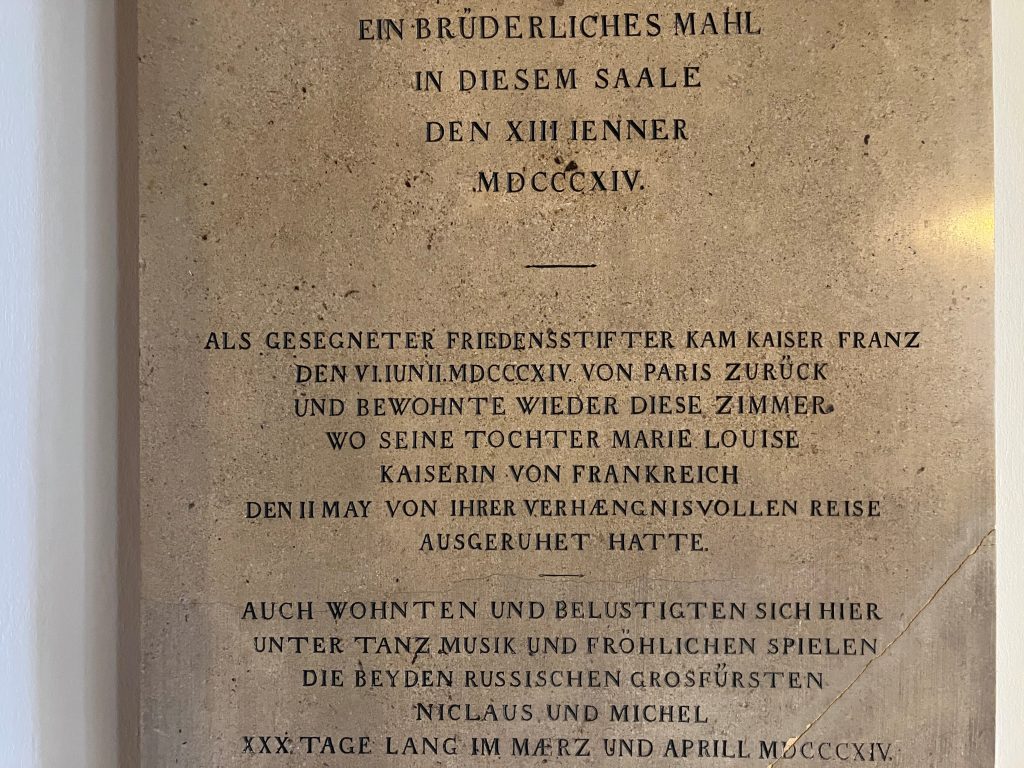 EIN BRÜDERLICHES MAHL
IN DIESEM SAALE
DEN XIII IENNER
.MDCCCXIV.
ALS GESEGNETER FRIEDENSSTIFTER KAM KAISER FRANZ
DEN VI.IUNII.MDCCCXIV. VON PARIS ZURÜCK
UND BEWOHNTE WIEDER DIESE ZIMMER
WO SEINE TOCHTER MARIE LOUISE
KAISERIN VON FRANKREICH
DEN II MAY VON IHRER VERHÆNGNISVOLLEN REISE
AUSGERUHET HATTE.
AUCH WOHNTEN UND BELUSTIGTEN SICH HIER
UNTER TANZ MUSIK UND FRÖHLICHEN SPIELEN
DIE BEYDEN RUSSISCHEN GROSFÜRSTEN
NICLAUS UND MICHEL
XXX TAGE LANG IM MÆRZ UND APRILL MDCCCXIV.